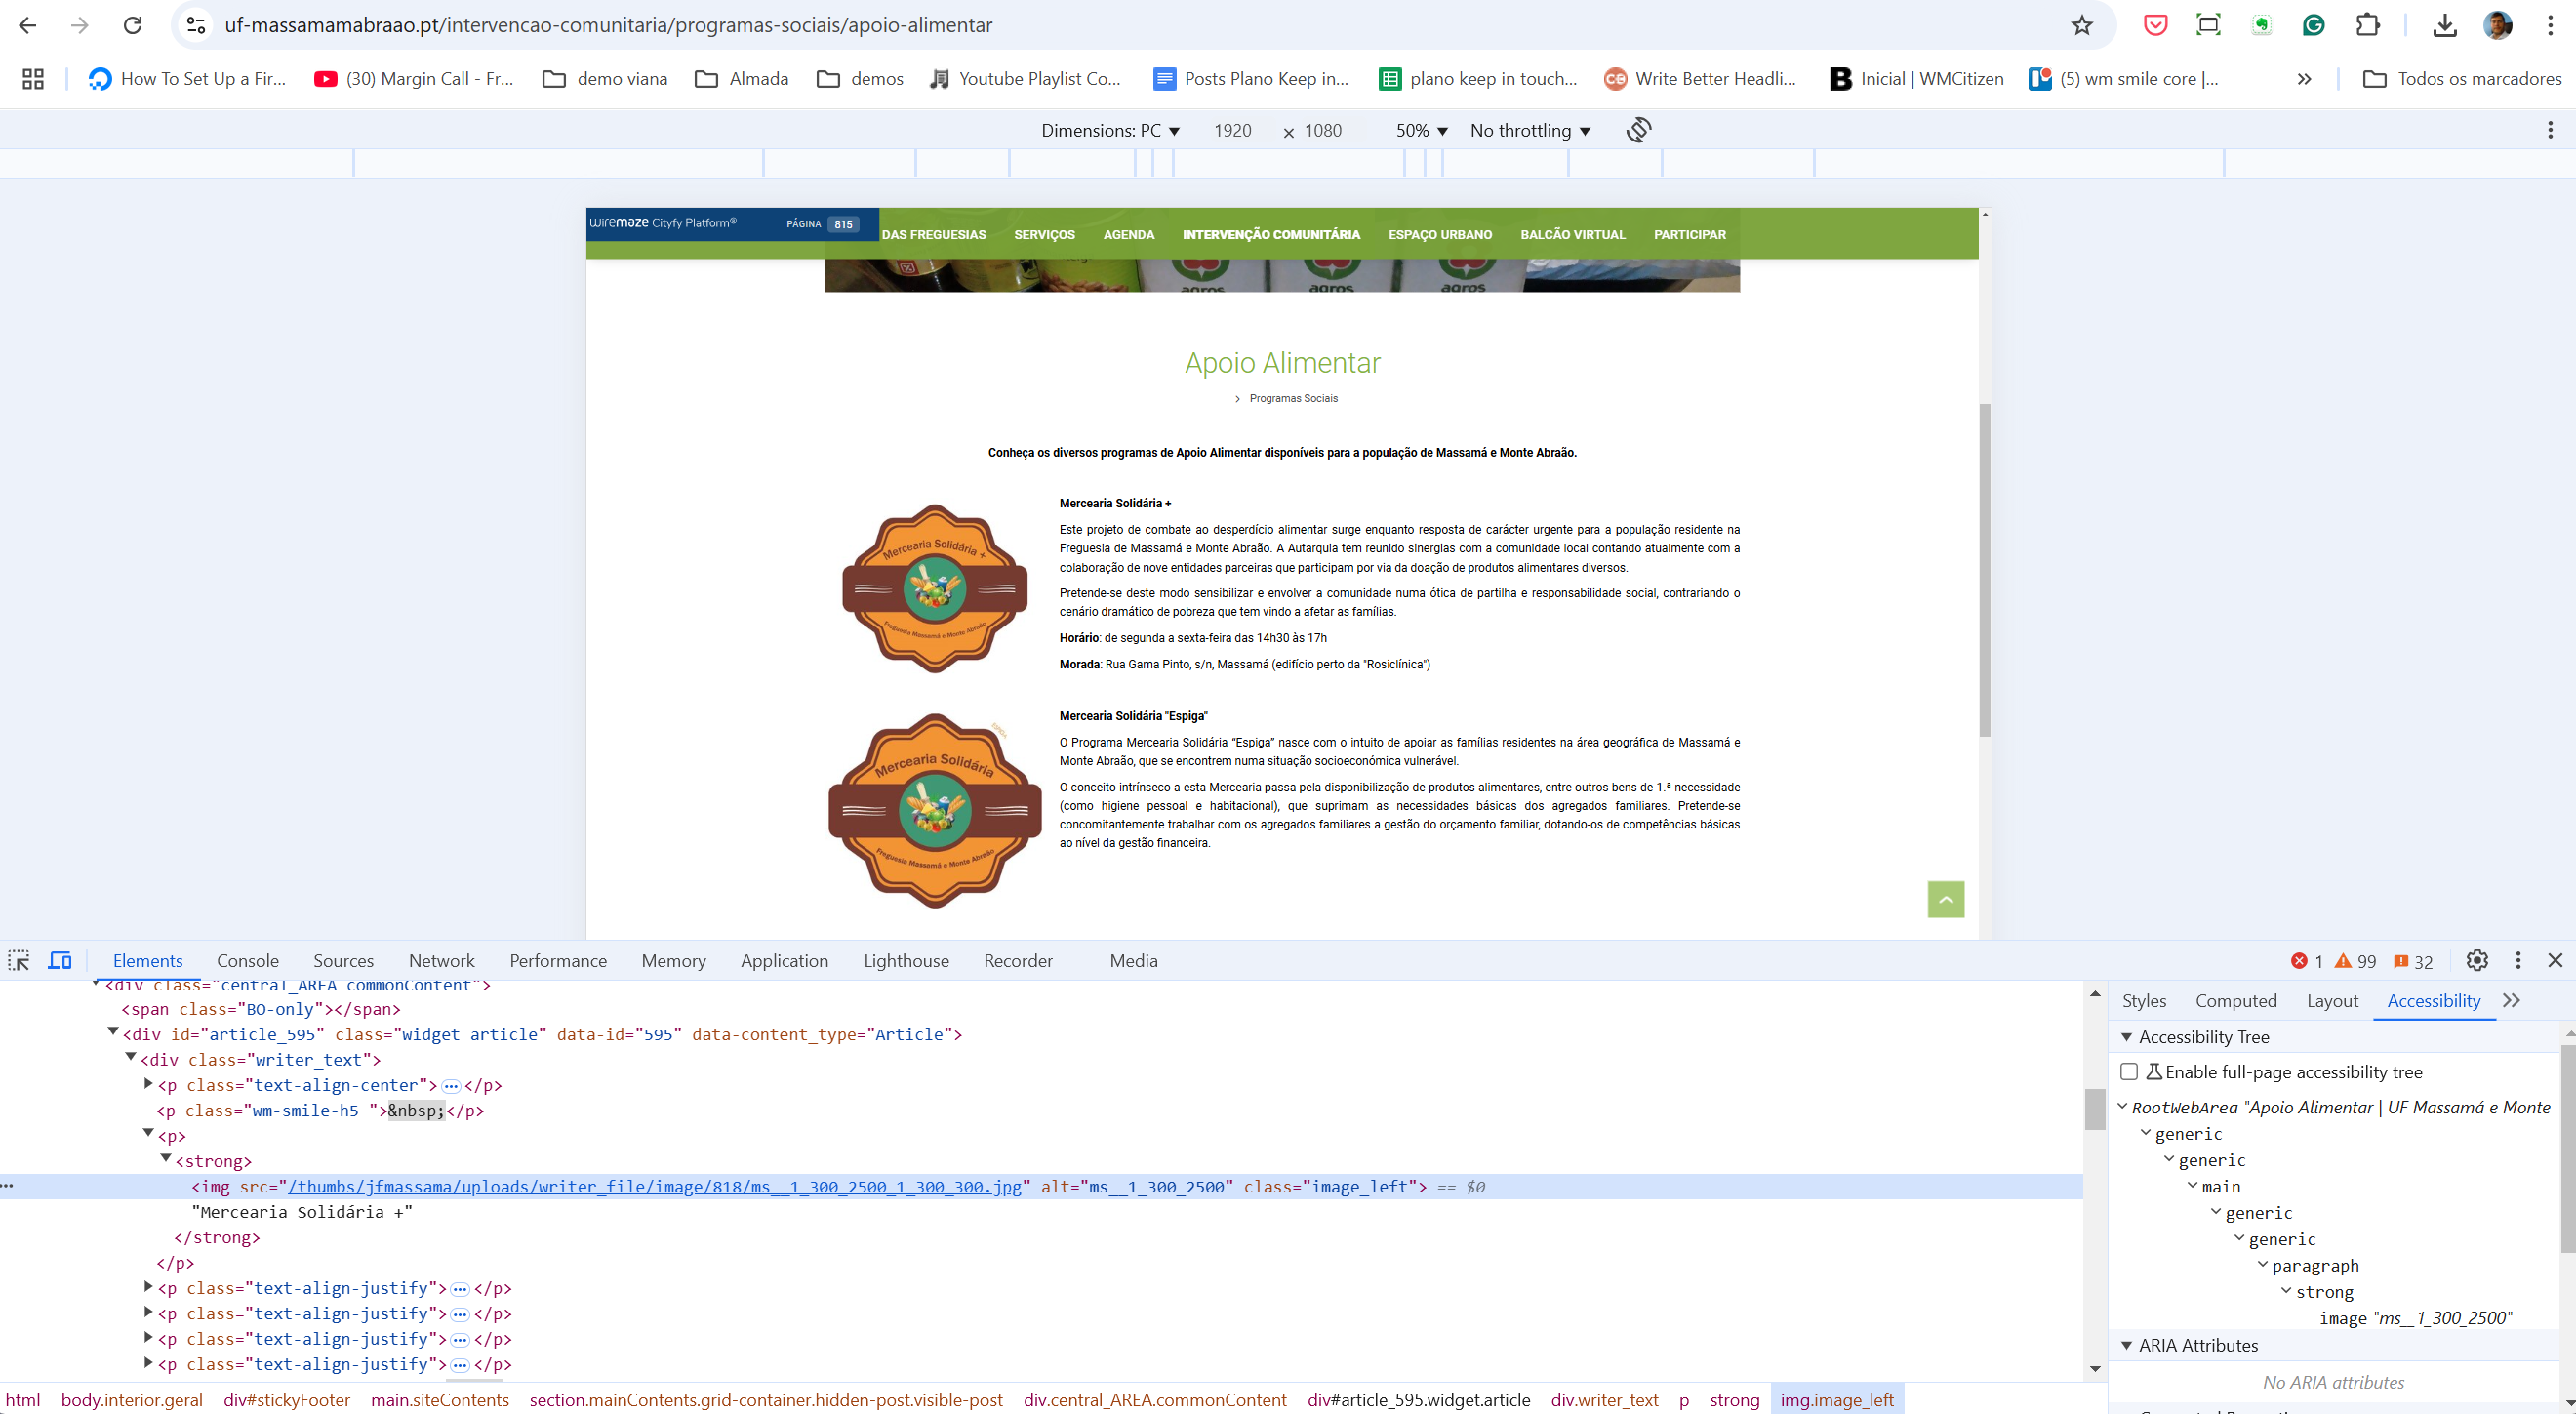 uf-massamamabraao.pt/intervencao-comunitaria/programas-sociais/apoio-alimentar
How To Set Up a Fir...
(30) Margin Call - Fr...
demo viana
Almada
demos
Youtube Playlist Co...
Posts Plano Keep in...
plano keep in touch...
Write Better Headli...
Inicial | WMCitizen
(5) wm smile core |...
Todos os marcadores
Dimensions: PC 1920 × 1080 50% No throttling
wiremaze Cityfy Platform® PÁGINA 815
DAS FREGUESIAS SERVIÇOS AGENDA INTERVENÇÃO COMUNITÁRIA ESPAÇO URBANO BALCÃO VIRTUAL PARTICIPAR
agros agros agros
Apoio Alimentar
Programas Sociais
Conheça os diversos programas de Apoio Alimentar disponíveis para a população de Massamá e Monte Abraão.
Mercearia Solidária +
Freguesia Massamá e Monte Abraão
Mercearia Solidária +
Este projeto de combate ao desperdício alimentar surge enquanto resposta de carácter urgente para a população residente na
Freguesia de Massamá e Monte Abraão. A Autarquia tem reunido sinergias com a comunidade local contando atualmente com a
colaboração de nove entidades parceiras que participam por via da doação de produtos alimentares diversos.
Pretende-se deste modo sensibilizar e envolver a comunidade numa ótica de partilha e responsabilidade social, contrariando o
cenário dramático de pobreza que tem vindo a afetar as famílias.
Horário: de segunda a sexta-feira das 14h30 às 17h
Morada: Rua Gama Pinto, s/n, Massamá (edifício perto da "Rosiclínica")
ESPIGA
Mercearia Solidária
Freguesia Massamá e Monte Abraão
Mercearia Solidária "Espiga"
O Programa Mercearia Solidária "Espiga" nasce com o intuito de apoiar as famílias residentes na área geográfica de Massamá e
Monte Abraão, que se encontrem numa situação socioeconómica vulnerável.
O conceito intrínseco a esta Mercearia passa pela disponibilização de produtos alimentares, entre outros bens de 1.ª necessidade
(como higiene pessoal e habitacional), que suprimam as necessidades básicas dos agregados familiares. Pretende-se
concomitantemente trabalhar com os agregados familiares a gestão do orçamento familiar, dotando-os de competências básicas
ao nível da gestão financeira.
Elements Console Sources Network Performance Memory Application Lighthouse Recorder Media 1 99 32
<div class="central_AREA commonContent">
<span class="BO-only"></span>
<div id="article_595" class="widget article" data-id="595" data-content_type="Article">
<div class="writer_text">
<p class="text-align-center">…</p>
<p class="wm-smile-h5 ">&nbsp;</p>
<p>
<strong>
<img src="/thumbs/jfmassama/uploads/writer_file/image/818/ms__1_300_2500_1_300_300.jpg" alt="ms__1_300_2500" class="image_left"> == $0
"Mercearia Solidária +"
</strong>
</p>
<p class="text-align-justify">…</p>
<p class="text-align-justify">…</p>
<p class="text-align-justify">…</p>
<p class="text-align-justify">…</p>
html body.interior.geral div#stickyFooter main.siteContents section.mainContents.grid-container.hidden-post.visible-post div.central_AREA.commonContent div#article_595.widget.article div.writer_text p strong img.image_left
Styles Computed Layout Accessibility
Accessibility Tree
Enable full-page accessibility tree
RootWebArea "Apoio Alimentar | UF Massamá e Monte
generic
generic
main
generic
generic
paragraph
strong
image "ms__1_300_2500"
ARIA Attributes
No ARIA attributes